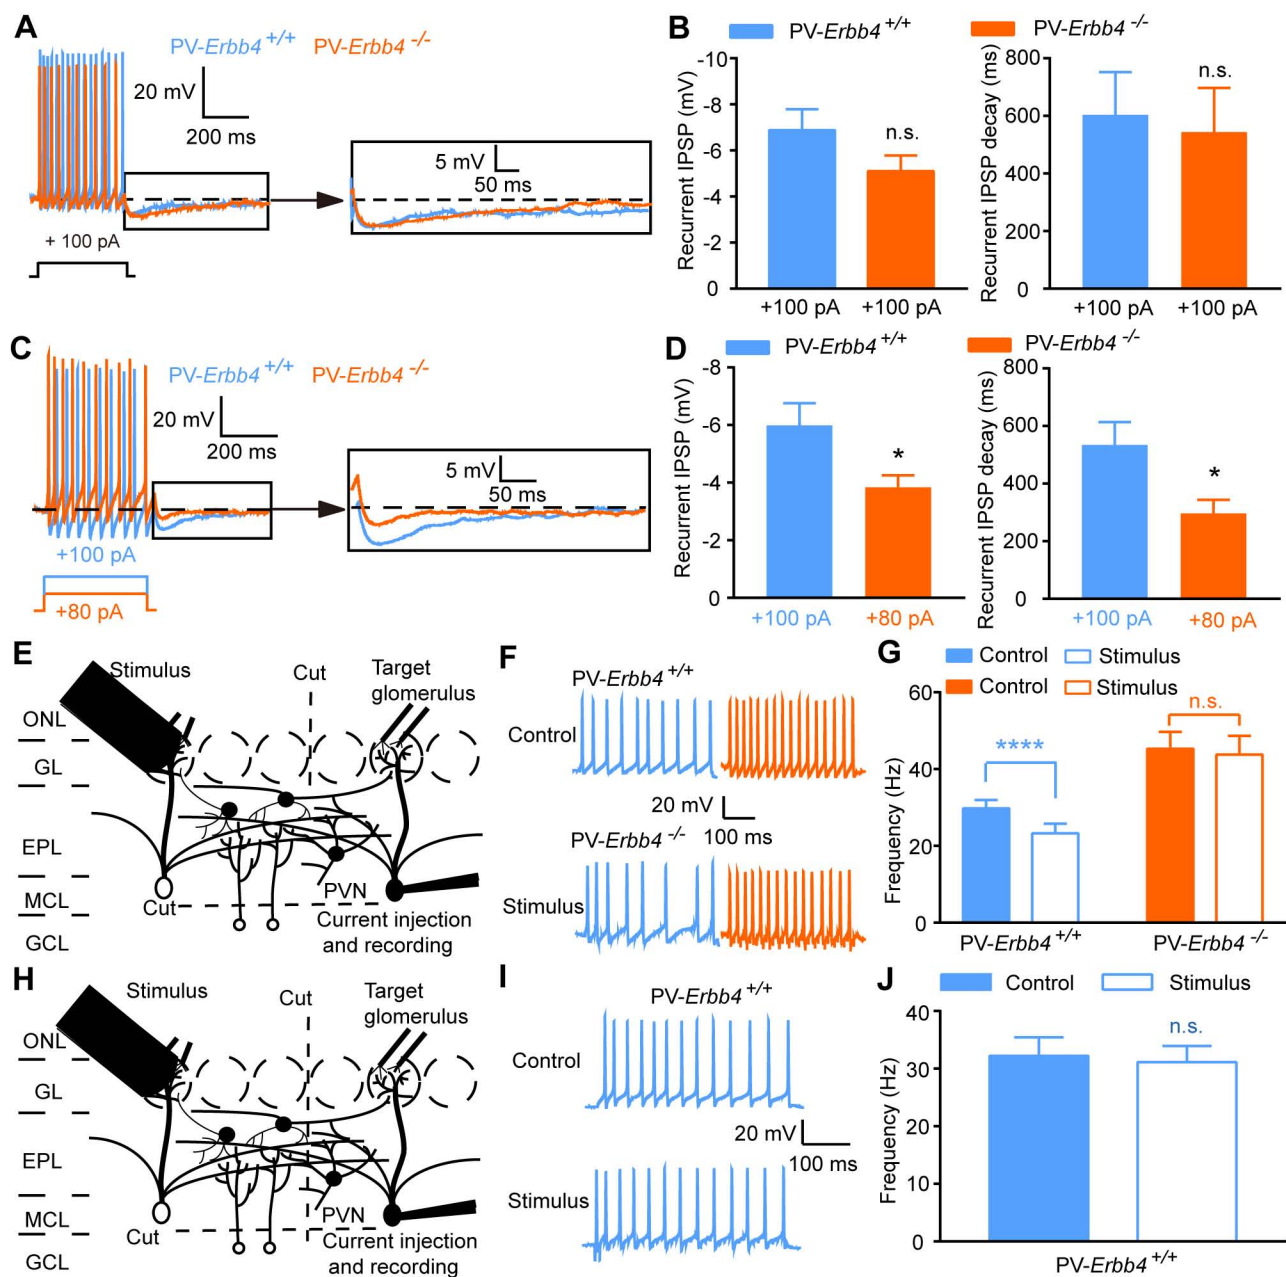 A
PV-Erbb4 +/+
PV-Erbb4 -/-
20 mV
200 ms
5 mV
50 ms
+ 100 pA
B
PV-Erbb4 +/+
PV-Erbb4 -/-
Recurrent IPSP (mV)
-10
-8
-6
-4
-2
0
n.s.
+100 pA
+100 pA
Recurrent IPSP decay (ms)
800
600
400
200
0
n.s.
+100 pA
+100 pA
C
PV-Erbb4 +/+
PV-Erbb4 -/-
20 mV
200 ms
5 mV
50 ms
+100 pA
+80 pA
D
PV-Erbb4 +/+
PV-Erbb4 -/-
Recurrent IPSP (mV)
-8
-6
-4
-2
0
*
+100 pA
+80 pA
Recurrent IPSP decay (ms)
800
600
400
200
0
*
+100 pA
+80 pA
E
Stimulus
Cut
Target
glomerulus
ONL
GL
EPL
MCL
GCL
Cut
PVN
Current injection
and recording
F
PV-Erbb4 +/+
Control
20 mV
100 ms
PV-Erbb4 -/-
Stimulus
G
Control
Stimulus
Control
Stimulus
Frequency (Hz)
60
40
20
0
****
n.s.
PV-Erbb4 +/+
PV-Erbb4 -/-
H
Stimulus
Cut
Target
glomerulus
ONL
GL
EPL
MCL
GCL
Cut
PVN
Current injection
and recording
I
PV-Erbb4 +/+
Control
20 mV
100 ms
Stimulus
J
Control
Stimulus
Frequency (Hz)
40
30
20
10
0
n.s.
PV-Erbb4 +/+